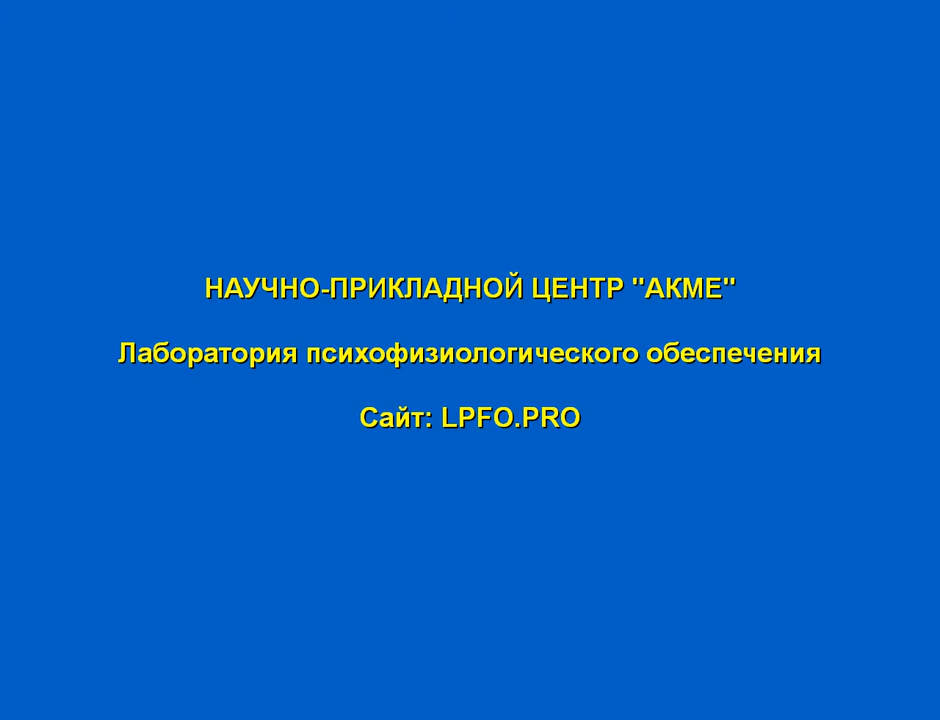 НАУЧНО-ПРИКЛАДНОЙ ЦЕНТР "АКМЕ"
Лаборатория психофизиологического обеспечения
Сайт: LPFO.PRO